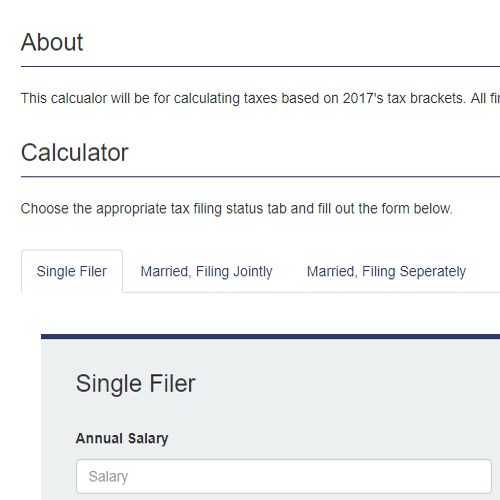 About
This calcualor will be for calculating taxes based on 2017's tax brackets. All
Calculator
Choose the appropriate tax filing status tab and fill out the form below.
Single Filer
Married, Filing Jointly
Married, Filing Seperately
Single Filer
Annual Salary
Salary